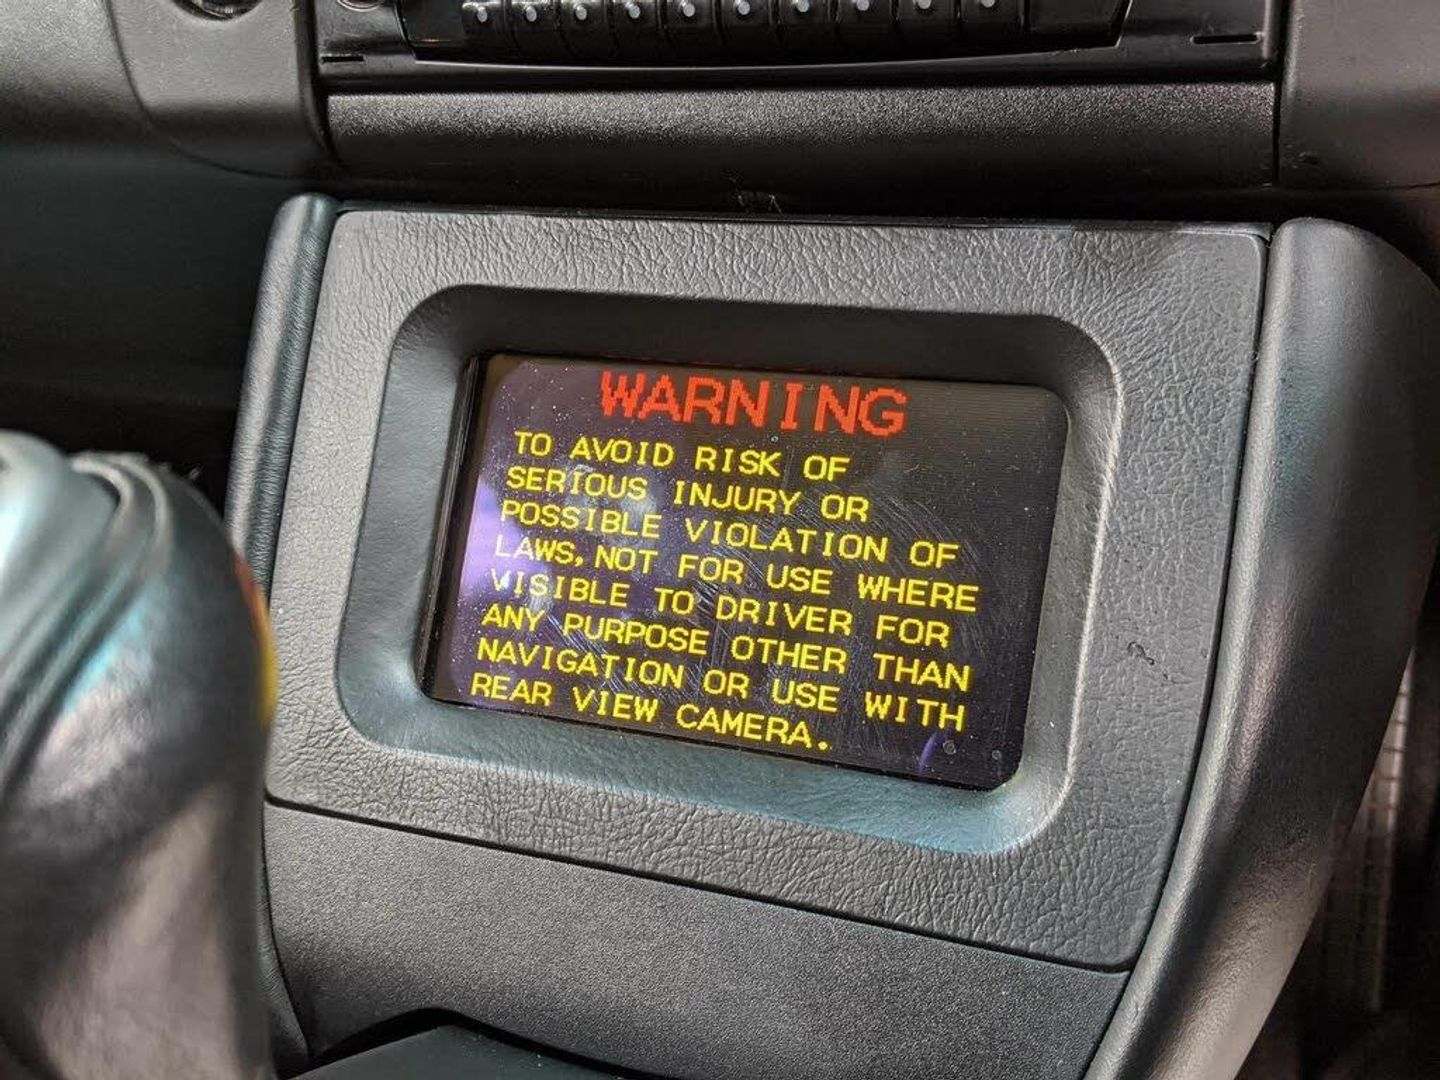 WARNING
TO AVOID RISK OF
SERIOUS INJURY OR
POSSIBLE VIOLATION OF
LAWS, NOT FOR USE WHERE
VISIBLE TO DRIVER FOR
ANY PURPOSE OTHER THAN
NAVIGATION OR USE WITH
REAR VIEW CAMERA.